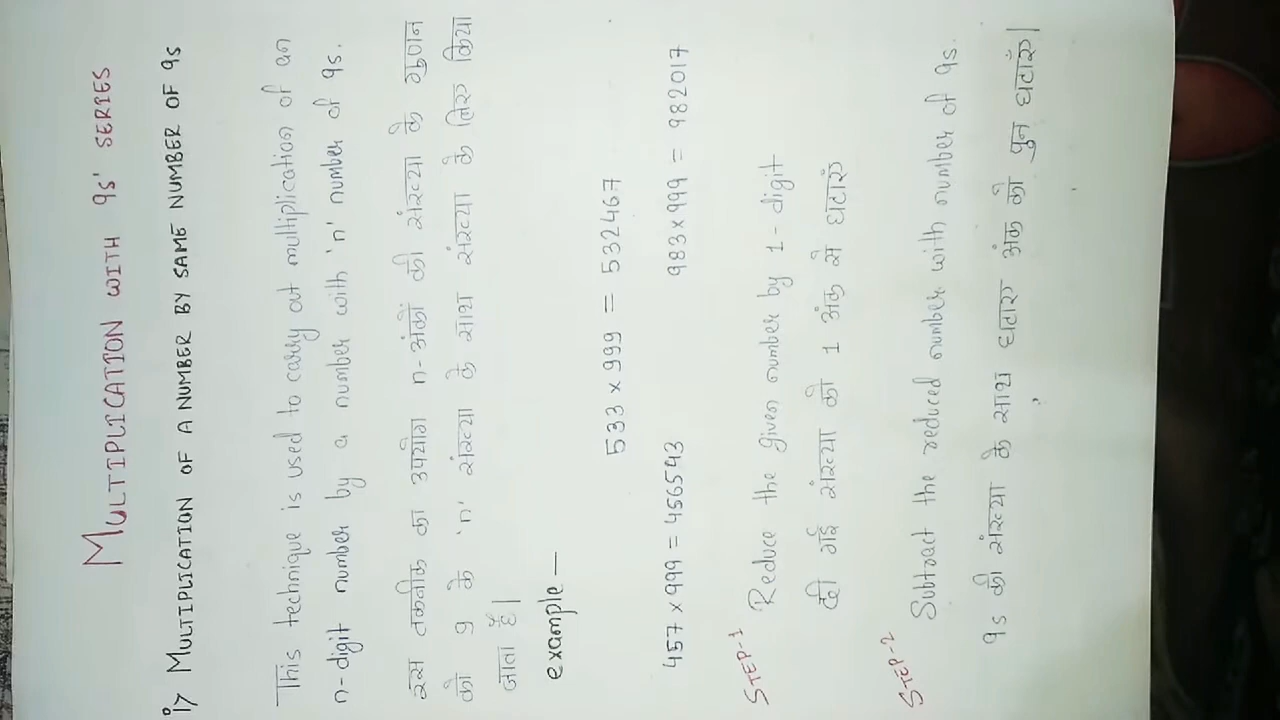 MULTIPLICATION WITH 9s' SERIES
i> MULTIPLICATION OF A NUMBER BY SAME NUMBER OF 9s
This technique is used to carry out multiplication of an
n-digit number by a number with 'n' number of 9s.
इस तकनीक का उपयोग n-अंकों की संख्या के गुणन
को 9 के 'n' संख्या के साथ संख्या के लिए किया
जाता है|
example —
533 x 999 = 532467
457 x 999 = 456543 983 x 999 = 982017
STEP-1 Reduce the given number by 1-digit
दी गई संख्या को 1 अंक से घटाएं
STEP-2 Subtract the reduced number with number of 9s.
9s की संख्या के साथ घटाए अंक को पुन घटाएँ|